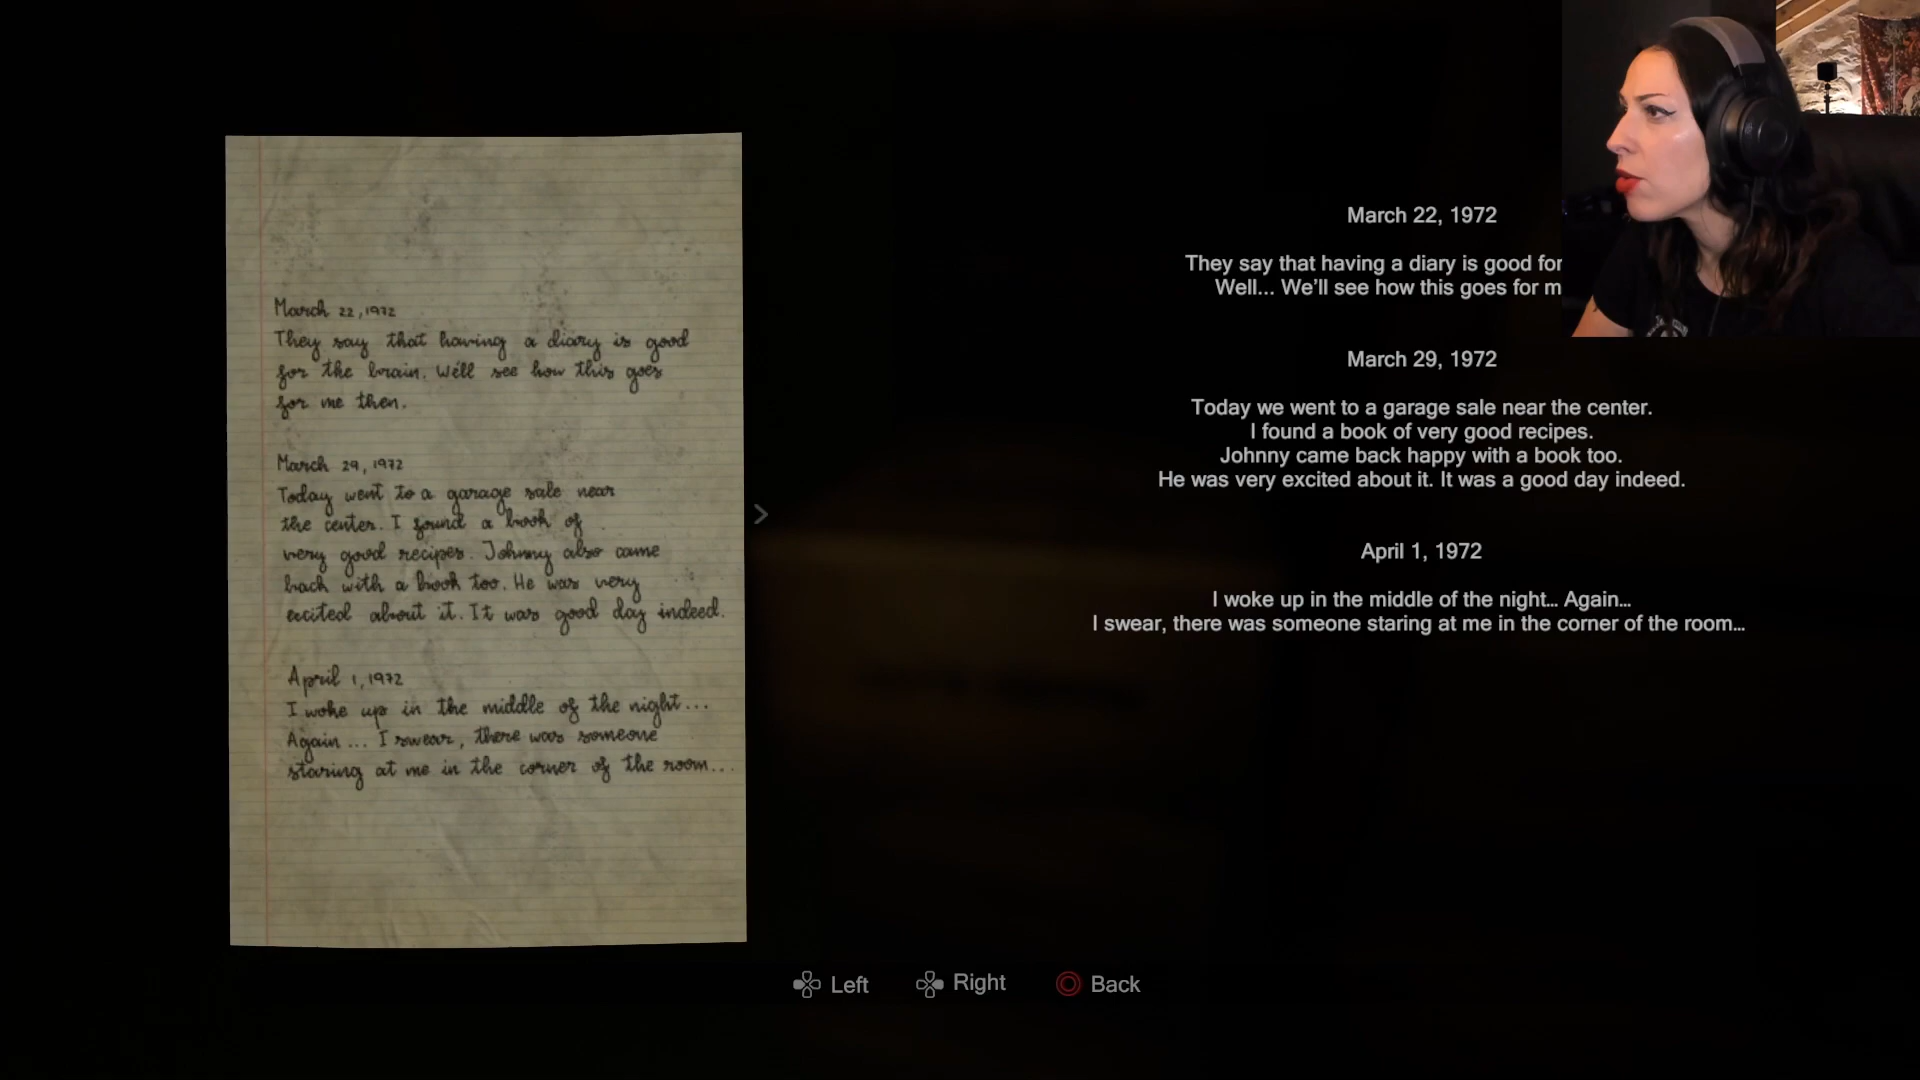 March 22, 1972
They say that having a diary is good
for the brain. We'll see how this goes
for me then.
March 29, 1972
Today went to a garage sale near
the center. I found a book of
very good recipes. Johnny also came
back with a book too. He was very
excited about it. It was good day indeed.
April 1, 1972
I woke up in the middle of the night...
Again... I swear, there was someone
staring at me in the corner of the room...
March 22, 1972
They say that having a diary is good for
Well... We'll see how this goes for m
March 29, 1972
Today we went to a garage sale near the center.
I found a book of very good recipes.
Johnny came back happy with a book too.
He was very excited about it. It was a good day indeed.
April 1, 1972
I woke up in the middle of the night... Again...
I swear, there was someone staring at me in the corner of the room...
Left
Right
Back